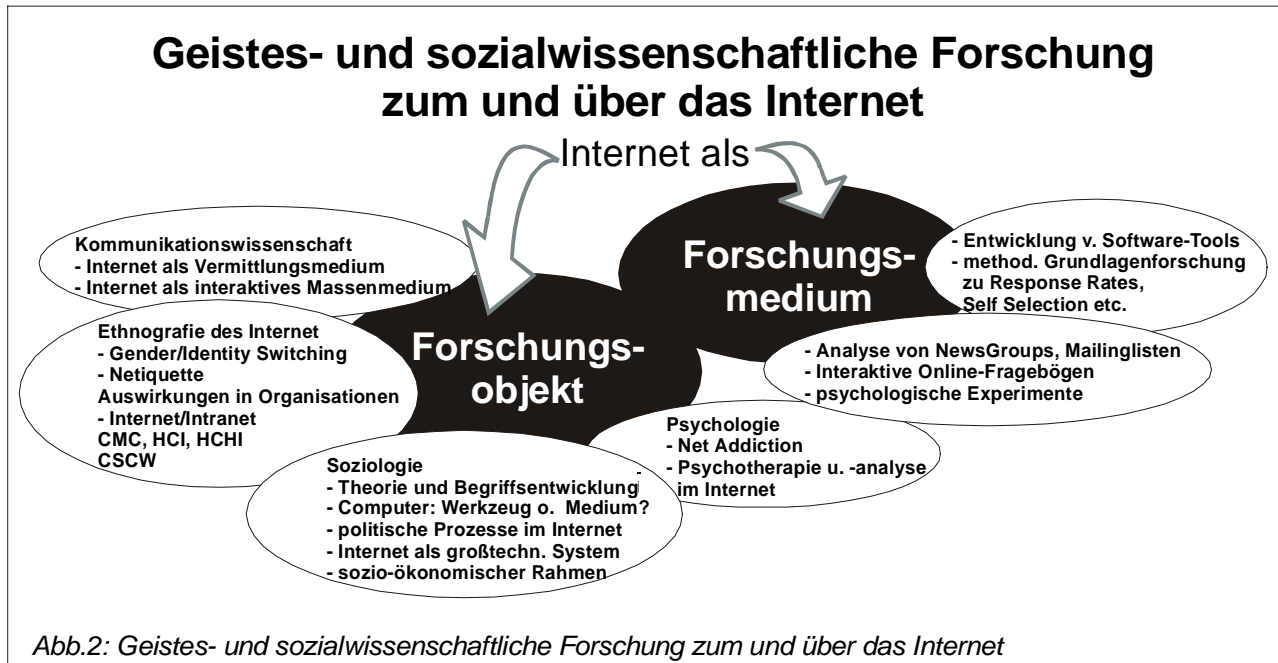 Geistes- und sozialwissenschaftliche Forschung
zum und über das Internet
Internet als
Forschungs-
objekt
Kommunikationswissenschaft
- Internet als Vermittlungsmedium
- Internet als interaktives Massenmedium
Ethnografie des Internet
- Gender/Identity Switching
- Netiquette
Auswirkungen in Organisationen
- Internet/Intranet
CMC, HCI, HCHI
CSCW
Soziologie
- Theorie und Begriffsentwicklung
- Computer: Werkzeug o. Medium?
- politische Prozesse im Internet
- Internet als großtechn. System
- sozio-ökonomischer Rahmen
Psychologie
- Net Addiction
- Psychotherapie u. -analyse
im Internet
Forschungs-
medium
- Entwicklung v. Software-Tools
- method. Grundlagenforschung
zu Response Rates,
Self Selection etc.
- Analyse von NewsGroups, Mailinglisten
- Interaktive Online-Fragebögen
- psychologische Experimente
Abb.2: Geistes- und sozialwissenschaftliche Forschung zum und über das Internet